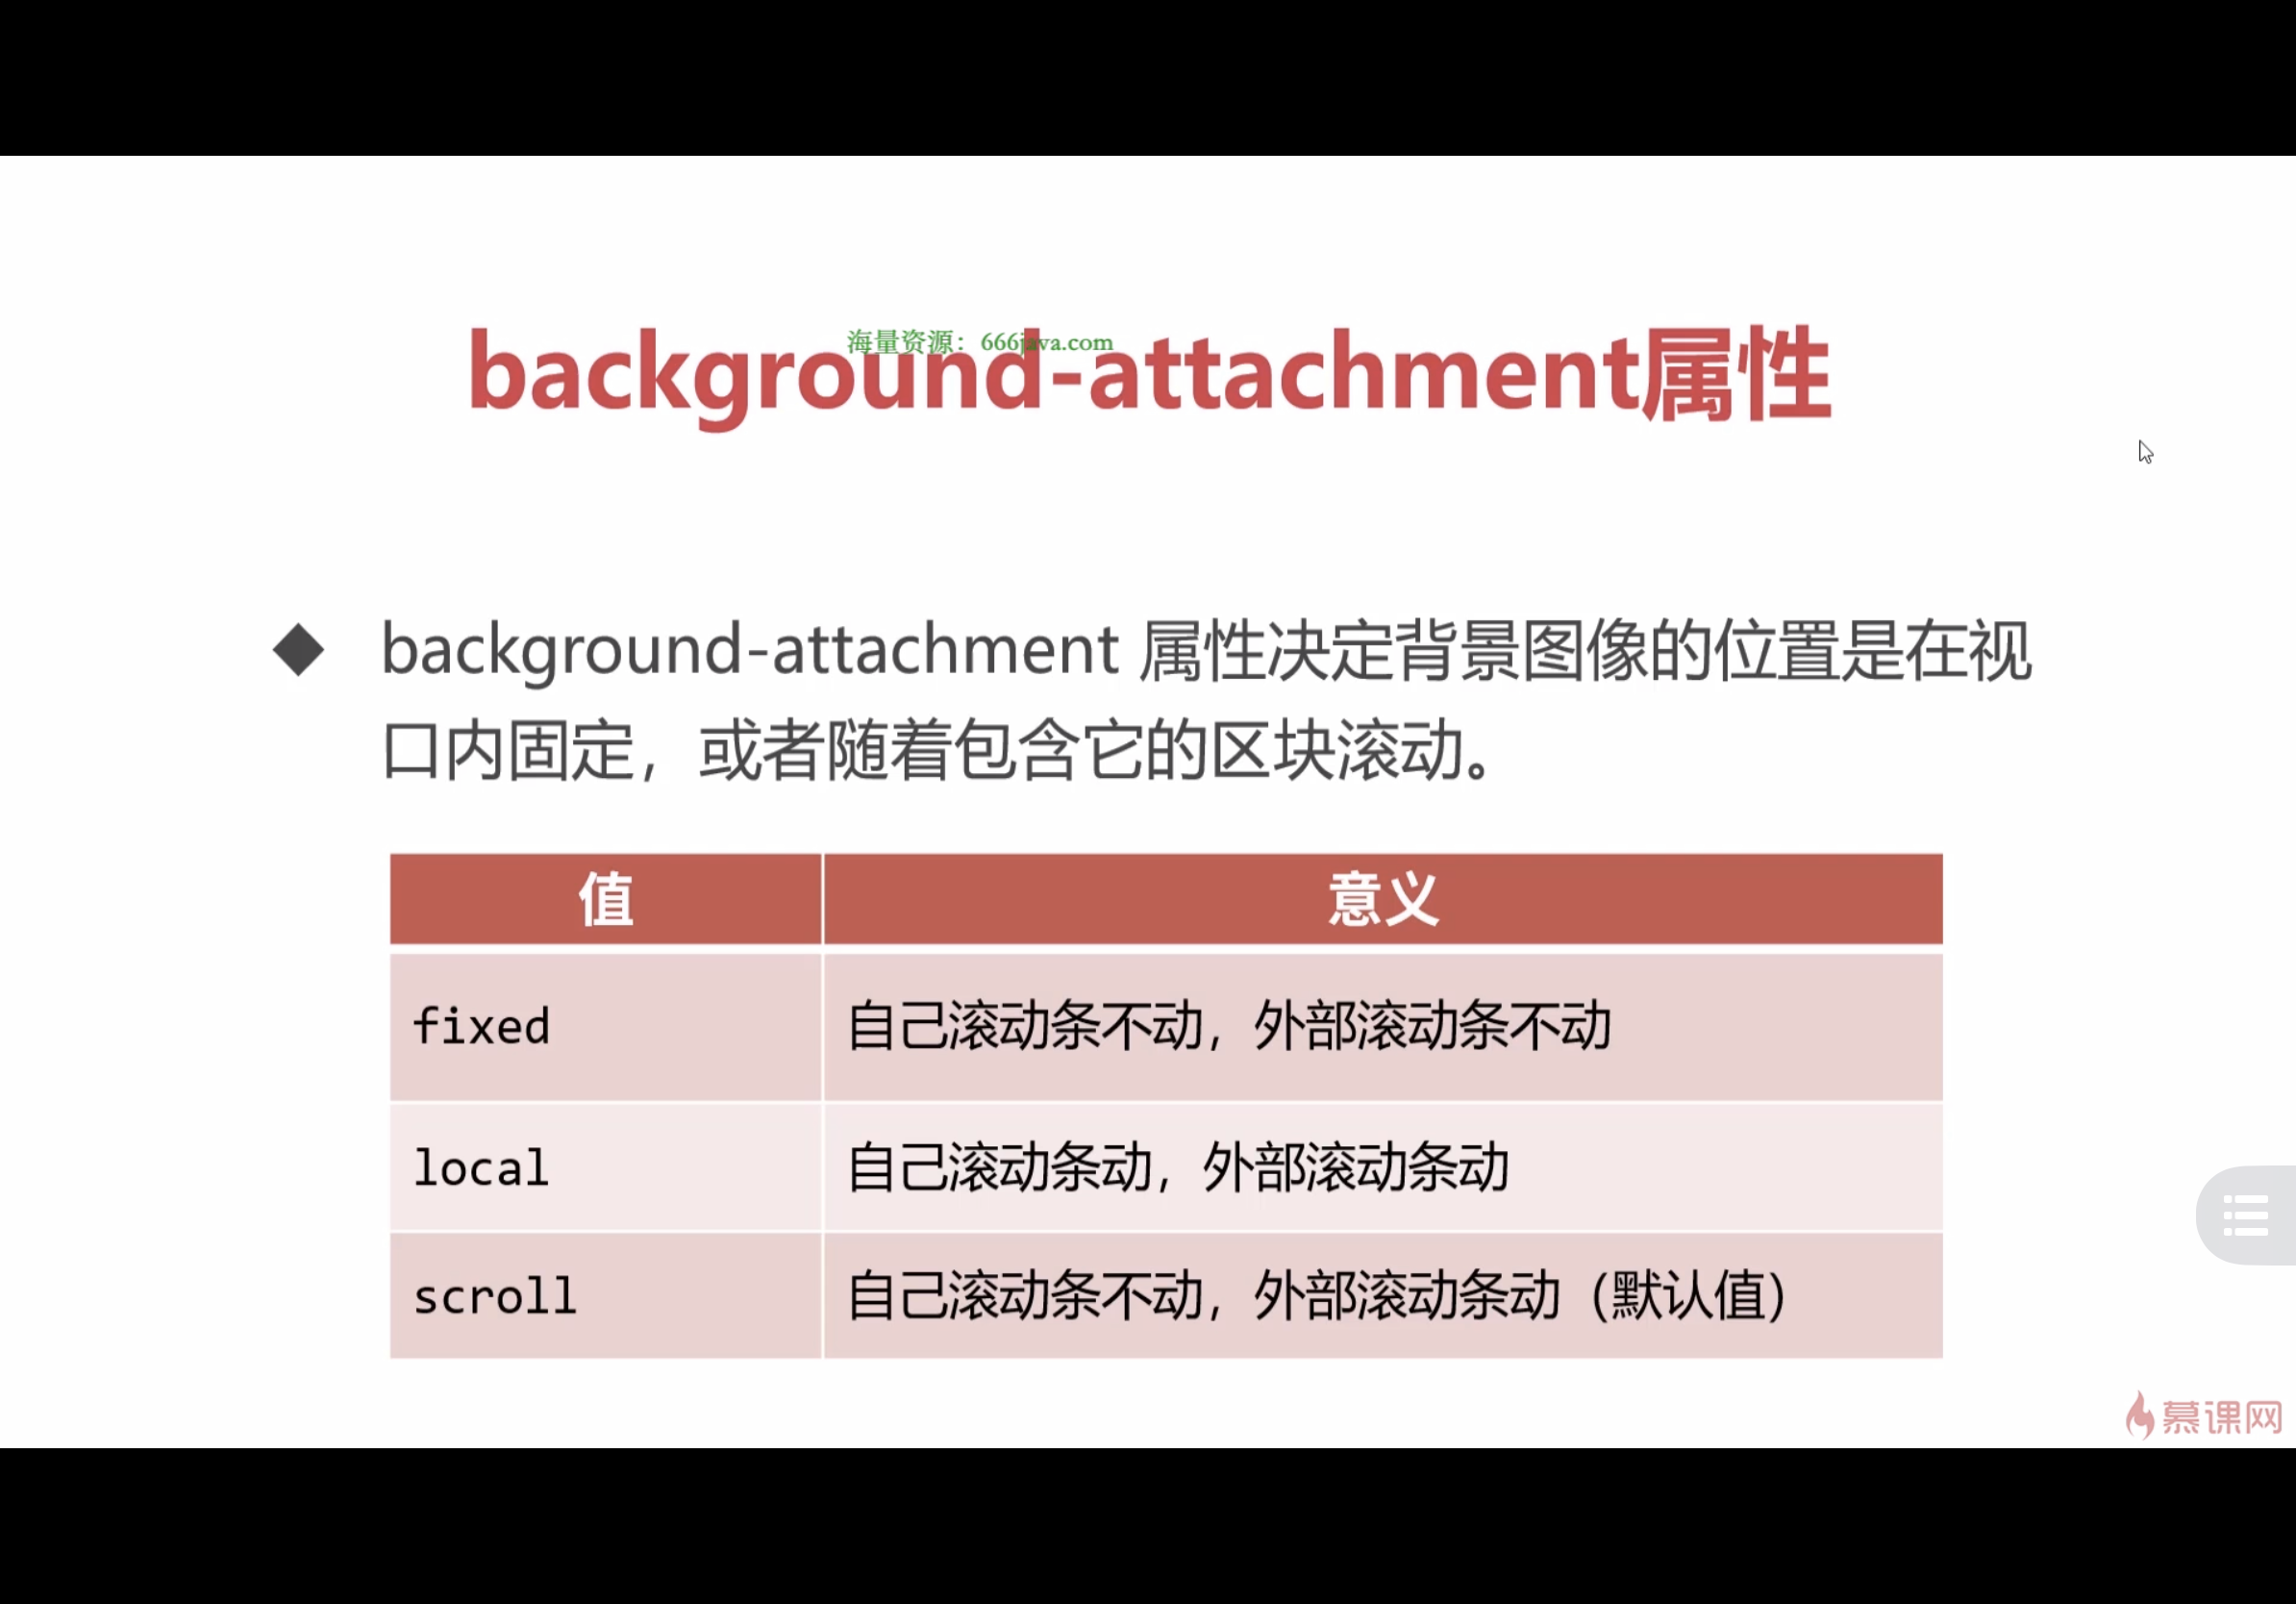 海量资源：666java.com
background-attachment属性
◆ background-attachment 属性决定背景图像的位置是在视
口内固定，或者随着包含它的区块滚动。
值 意义
fixed 自己滚动条不动，外部滚动条不动
local 自己滚动条动，外部滚动条动
scroll 自己滚动条不动，外部滚动条动（默认值）
慕课网